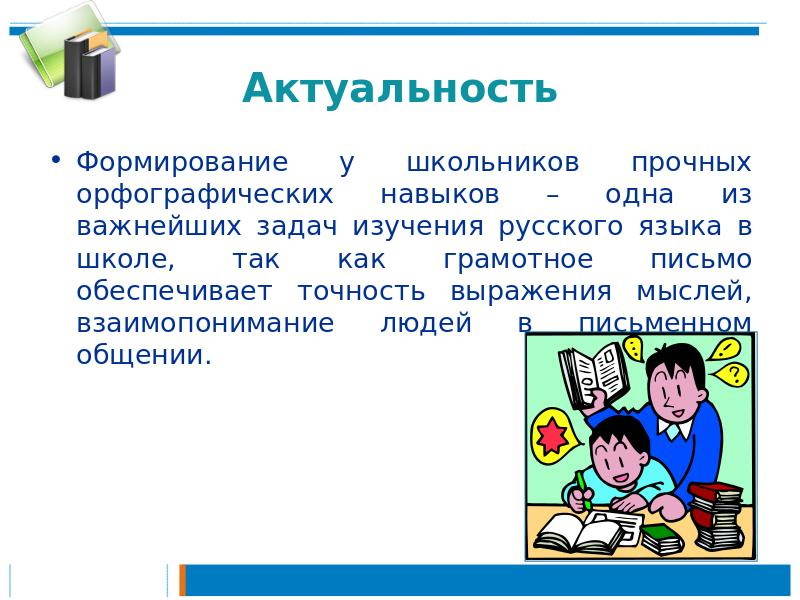 Актуальность
• Формирование у школьников прочных
орфографических навыков – одна из
важнейших задач изучения русского языка в
школе, так как грамотное письмо
обеспечивает точность выражения мыслей,
взаимопонимание людей в письменном
общении.